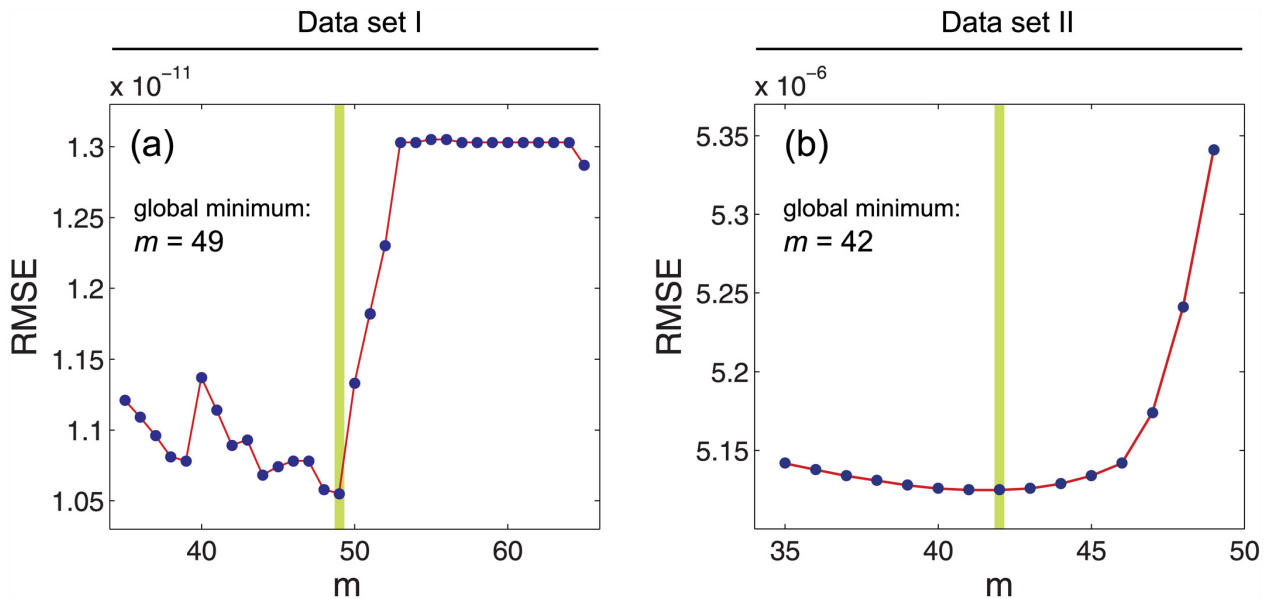 Data set I
x 10⁻¹¹
(a)
global minimum:
m = 49
1.3
1.25
1.2
1.15
1.1
1.05
RMSE
40
50
60
m
Data set II
x 10⁻⁶
(b)
global minimum:
m = 42
5.35
5.3
5.25
5.2
5.15
RMSE
35
40
45
50
m